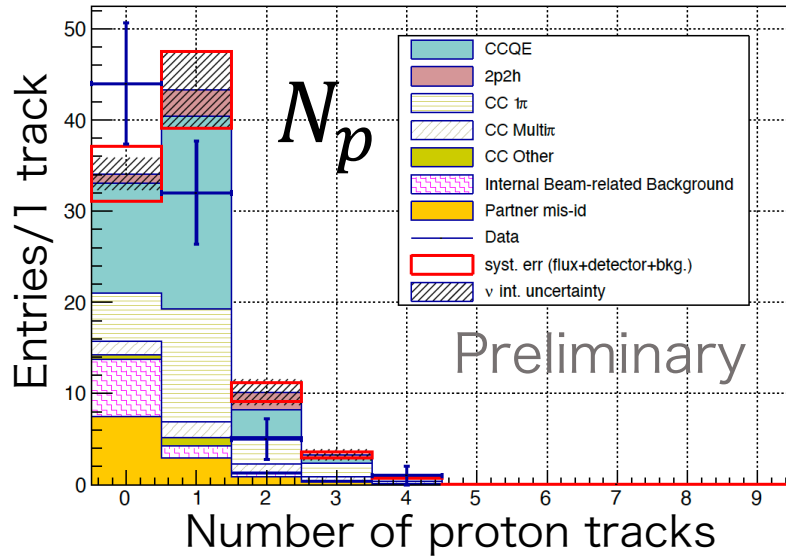 50
40
30
20
10
0
Entries/1 track
N_p
CCQE
2p2h
CC 1π
CC Multiπ
CC Other
Internal Beam-related Background
Partner mis-id
Data
syst. err (flux+detector+bkg.)
ν int. uncertainty
Preliminary
0 1 2 3 4 5 6 7 8 9
Number of proton tracks